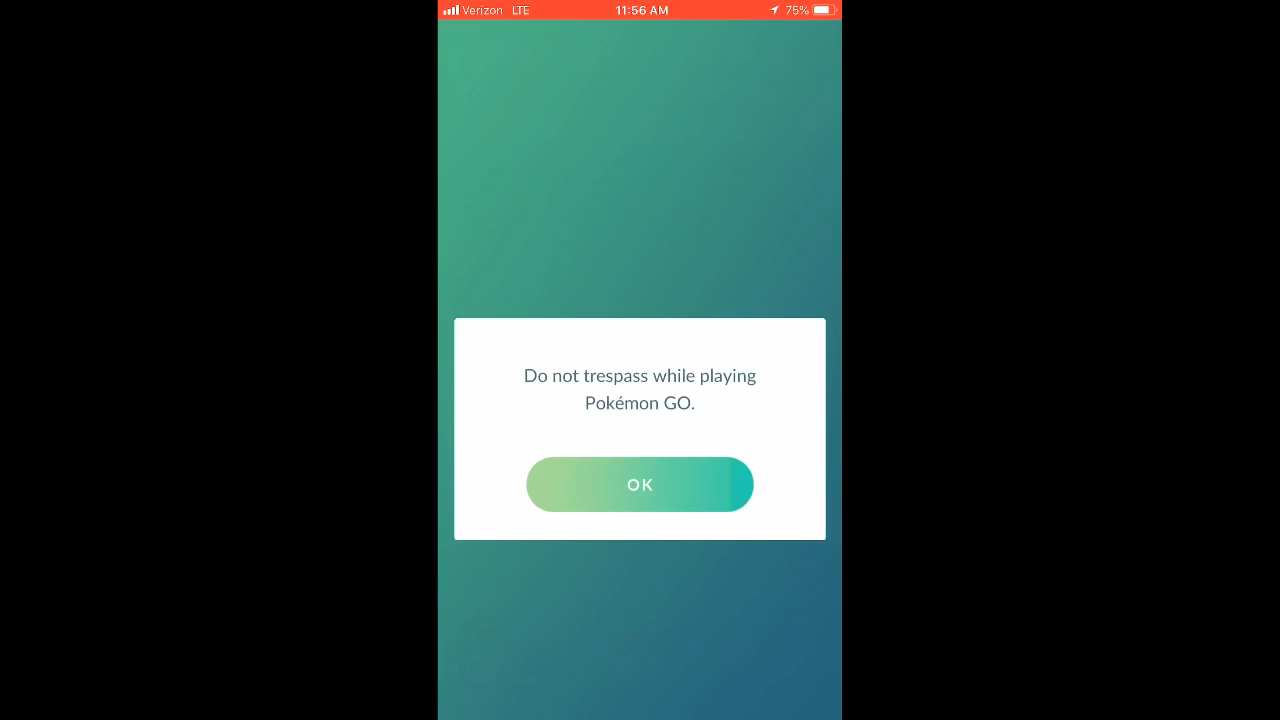 Verizon LTE 11:56 AM 75%
Do not trespass while playing
Pokémon GO.
OK